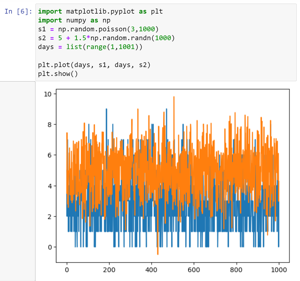 In [6]:
import matplotlib.pyplot as plt
import numpy as np
s1 = np.random.poisson(3,1000)
s2 = 5 + 1.5*np.random.randn(1000)
days = list(range(1,1001))
plt.plot(days, s1, days, s2)
plt.show()
10
8
6
4
2
0
0 200 400 600 800 1000